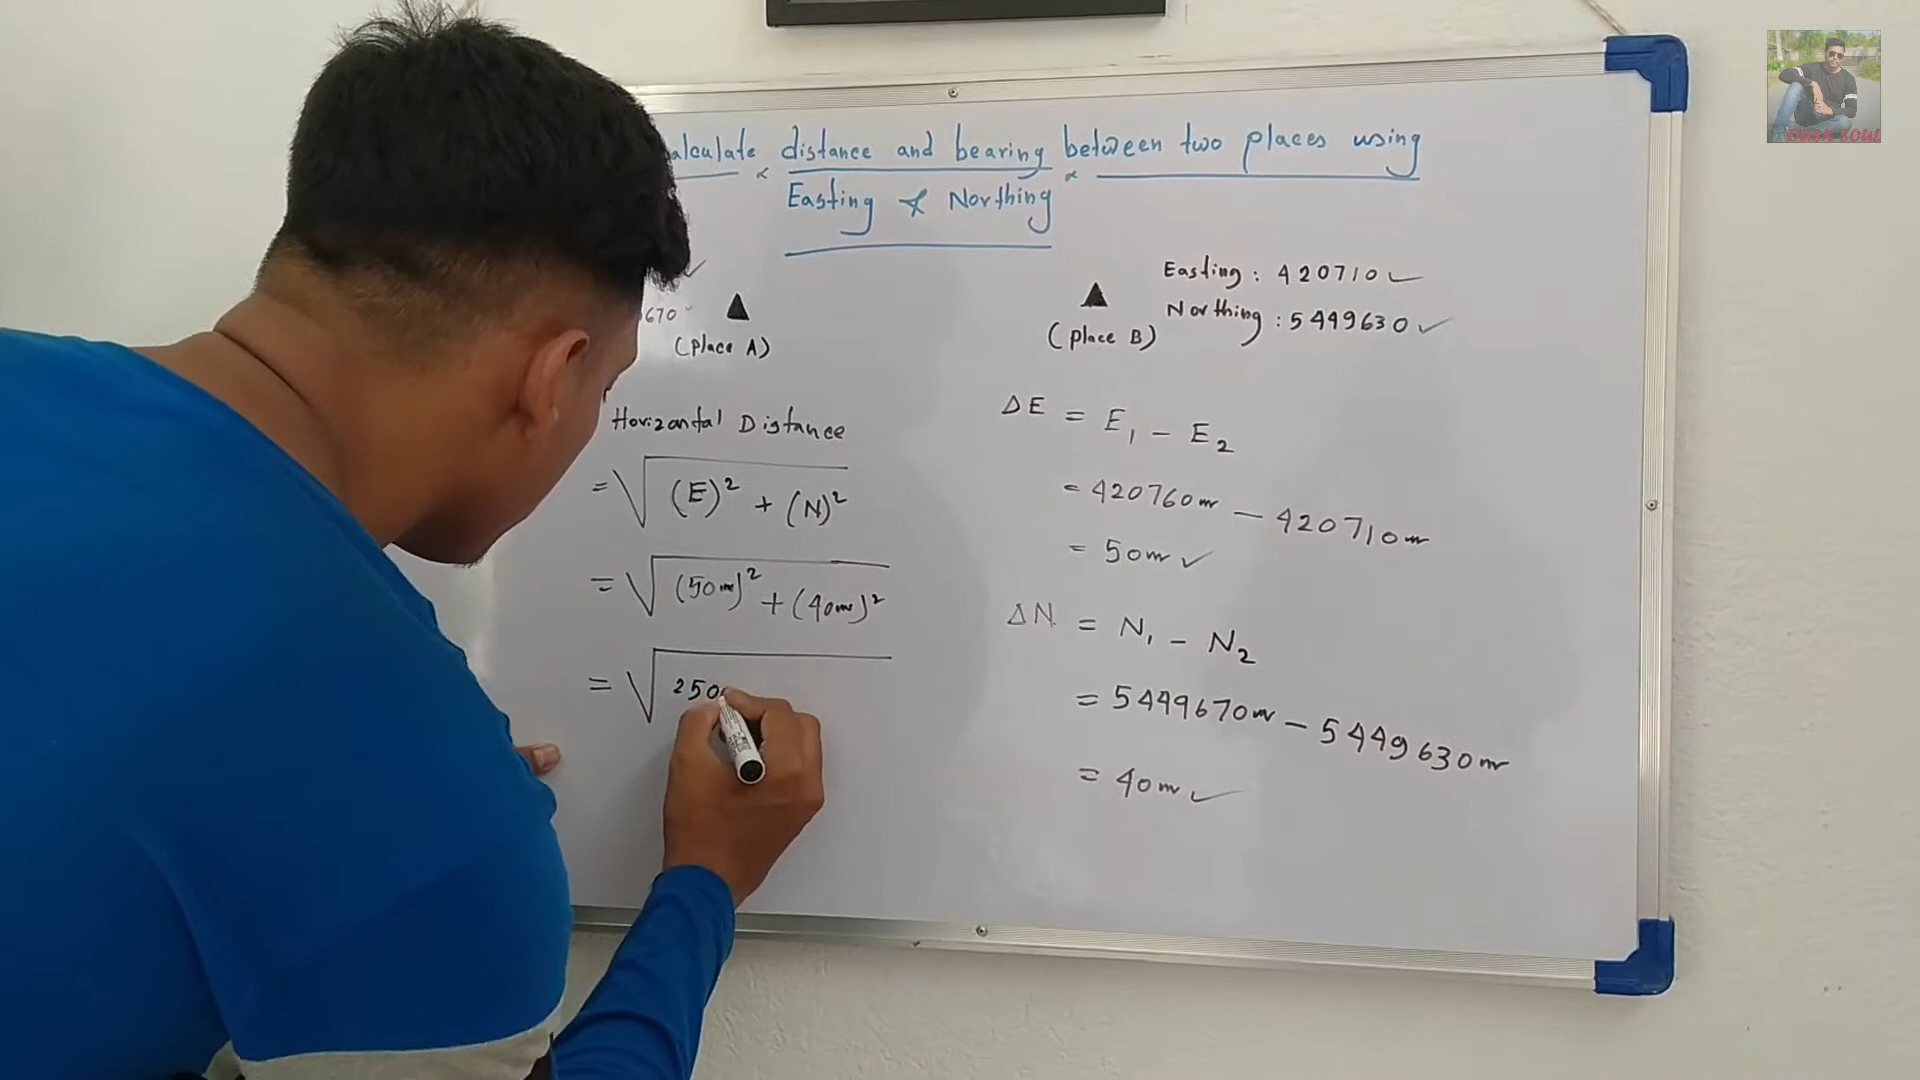 alculate distance and bearing between two places using
Easting & Northing
670
(Place A)
(Place B)
Easting : 420710 ✓
Northing : 5449630 ✓
Horizontal Distance
= √(E)² + (N)²
= √(50m)² + (40m)²
= √250
ΔE = E₁ - E₂
= 420760m - 420710m
= 50m ✓
ΔN = N₁ - N₂
= 5449670m - 5449630m
= 40m ✓
SOUL